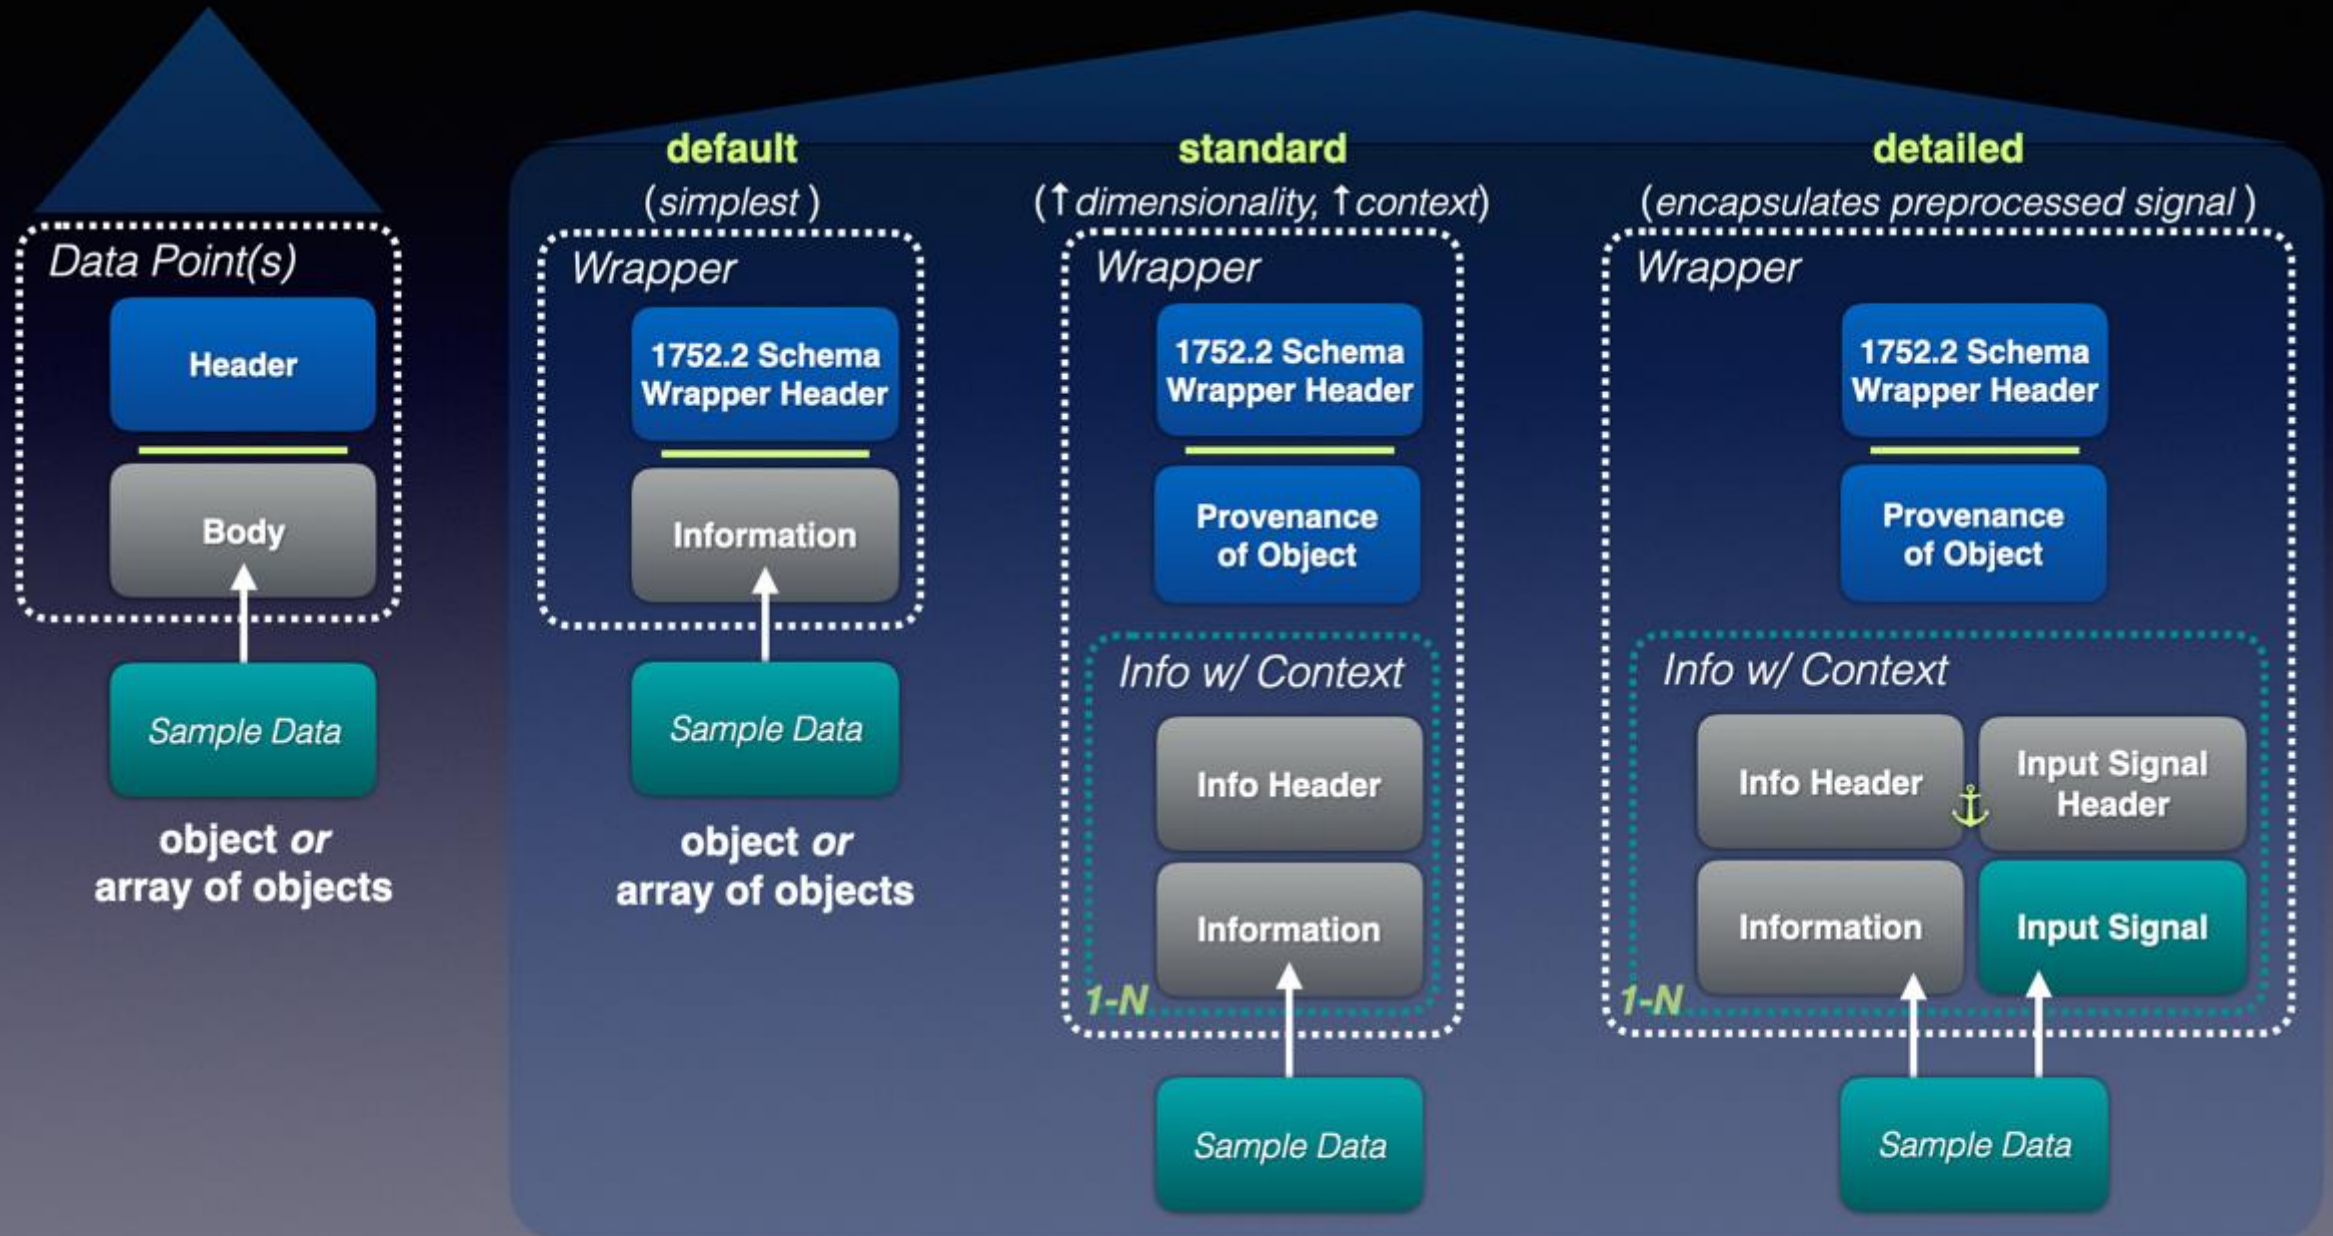 Data Point(s)
Header
Body
Sample Data
object or
array of objects
default
(simplest)
Wrapper
1752.2 Schema
Wrapper Header
Information
Sample Data
object or
array of objects
standard
(↑dimensionality, ↑context)
Wrapper
1752.2 Schema
Wrapper Header
Provenance
of Object
Info w/ Context
Info Header
Information
1-N
Sample Data
detailed
(encapsulates preprocessed signal)
Wrapper
1752.2 Schema
Wrapper Header
Provenance
of Object
Info w/ Context
Info Header
Input Signal
Header
Information
Input Signal
1-N
Sample Data